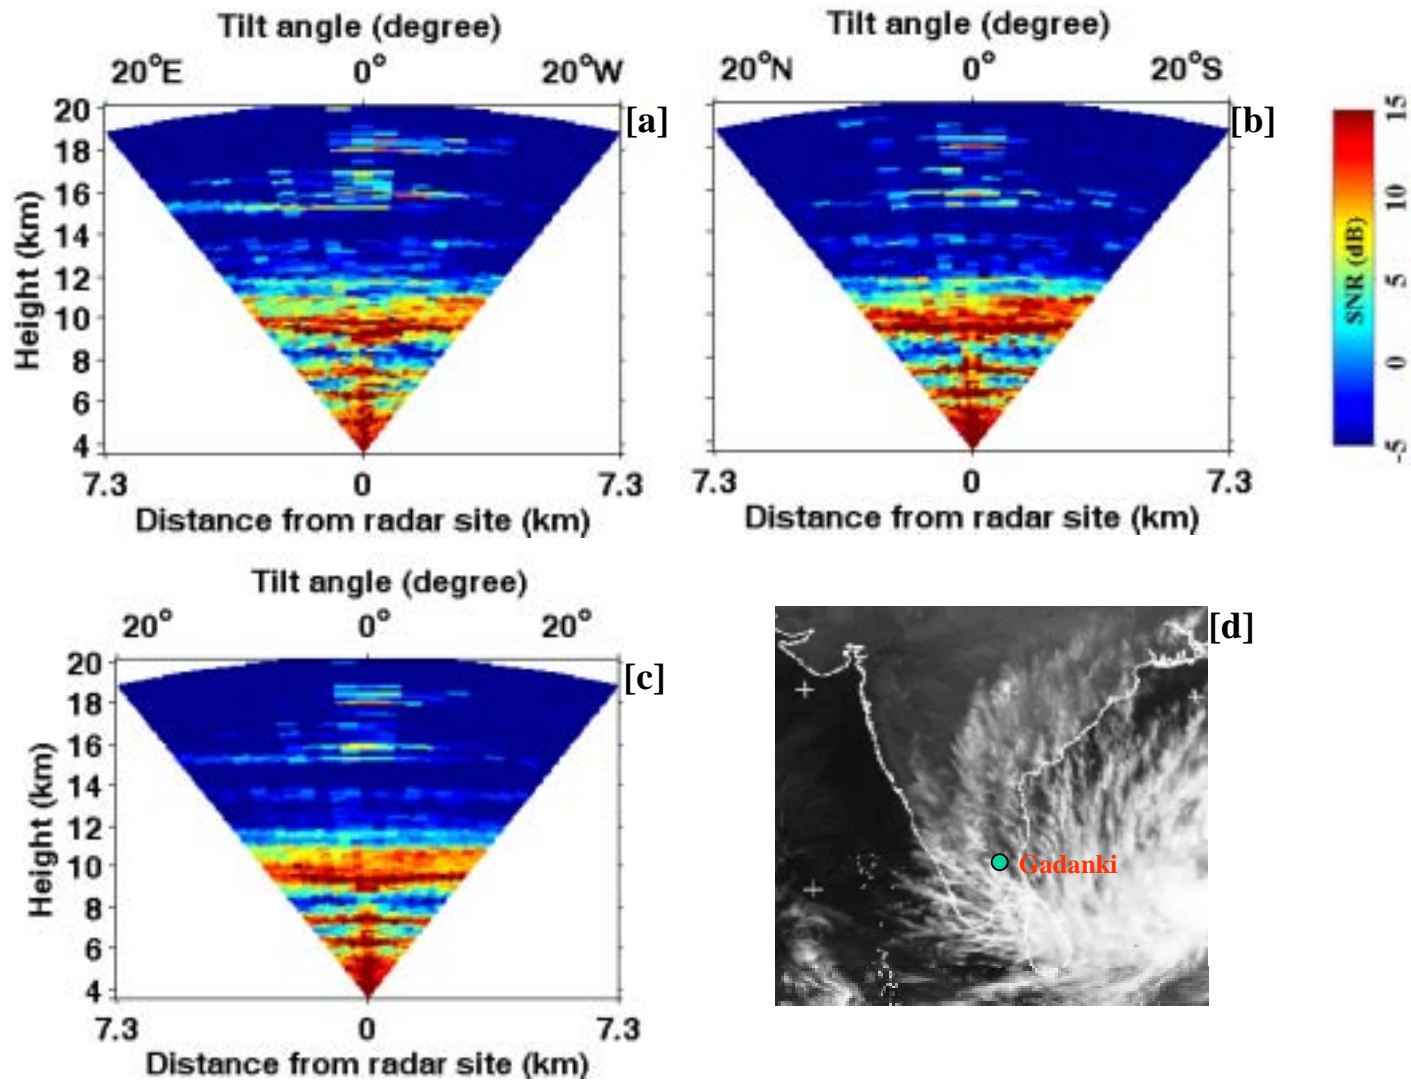 Tilt angle (degree)
20°E 0° 20°W
20
18
16
14
12
10
8
6
4
Height (km)
7.3 0 7.3
Distance from radar site (km)
[a]
Tilt angle (degree)
20°N 0° 20°S
7.3 0 7.3
Distance from radar site (km)
[b]
15
10
5
0
-5
SNR (dB)
Tilt angle (degree)
20° 0° 20°
20
18
16
14
12
10
8
6
4
Height (km)
7.3 0 7.3
Distance from radar site (km)
[c]
[d]
Gadanki